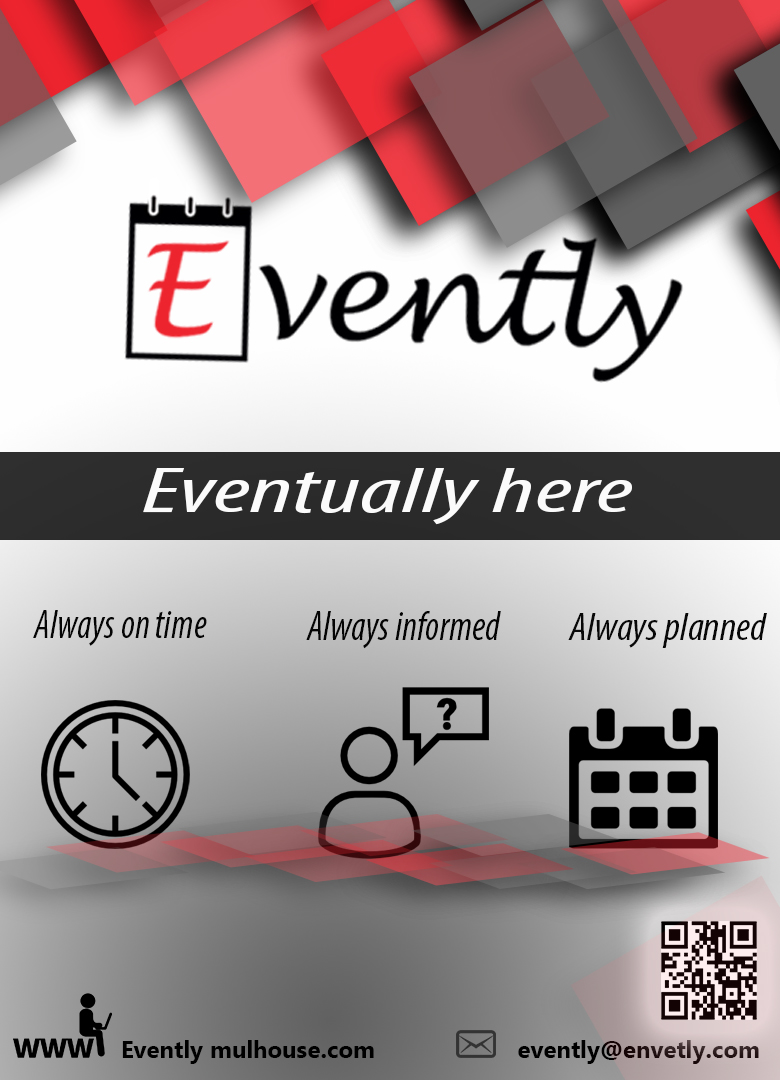 Evently
Eventually here
Always on time
Always informed
Always planned
?
www
Evently mulhouse.com
evently@envetly.com